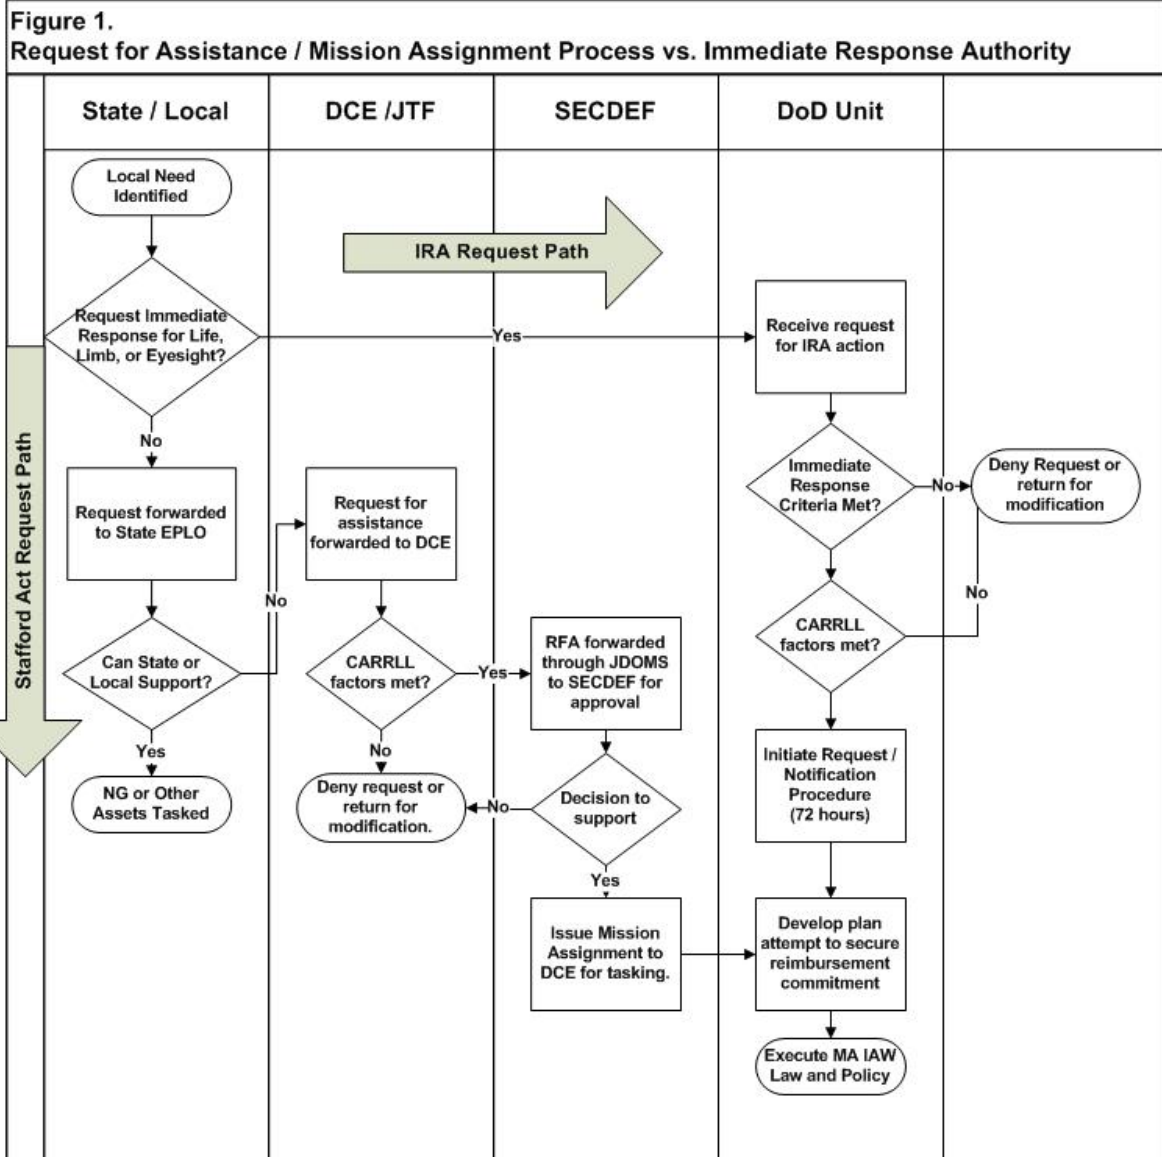 Figure 1.
Request for Assistance / Mission Assignment Process vs. Immediate Response Authority
State / Local
DCE /JTF
SECDEF
DoD Unit
Local Need
Identified
IRA Request Path
Request Immediate
Response for Life,
Limb, or Eyesight?
Yes
Receive request
for IRA action
No
Stafford Act Request Path
Request forwarded
to State EPLO
Request for
assistance
forwarded to DCE
Immediate
Response
Criteria Met?
No
Deny Request or
return for
modification
No
No
Can State or
Local Support?
CARRLL
factors met?
Yes
RFA forwarded
through JDOMS
to SECDEF for
approval
CARRLL
factors met?
Yes
No
NG or Other
Assets Tasked
Deny request or
return for
modification.
No
Decision to
support
Initiate Request /
Notification
Procedure
(72 hours)
Yes
Issue Mission
Assignment to
DCE for tasking.
Develop plan
attempt to secure
reimbursement
commitment
Execute MA IAW
Law and Policy